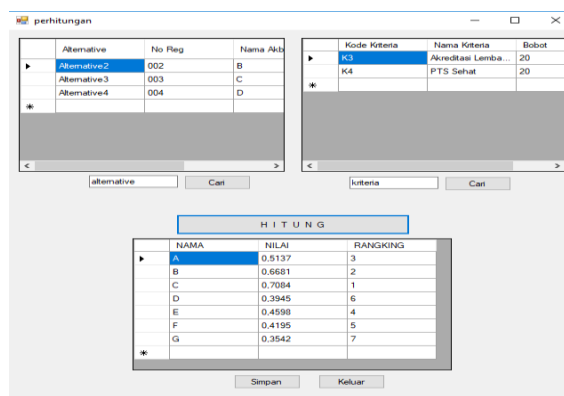 perhitungan
Alternative No Reg Nama Akb
Alternative2 002 B
Alternative3 003 C
Alternative4 004 D
Kode Kriteria Nama Kriteria Bobot
K3 Akreditasi Lemba... 20
K4 PTS Sehat 20
alternative Cari
kriteria Cari
H I T U N G
NAMA NILAI RANGKING
A 0,5137 3
B 0,6681 2
C 0,7084 1
D 0,3945 6
E 0,4598 4
F 0,4195 5
G 0,3542 7
Simpan Keluar